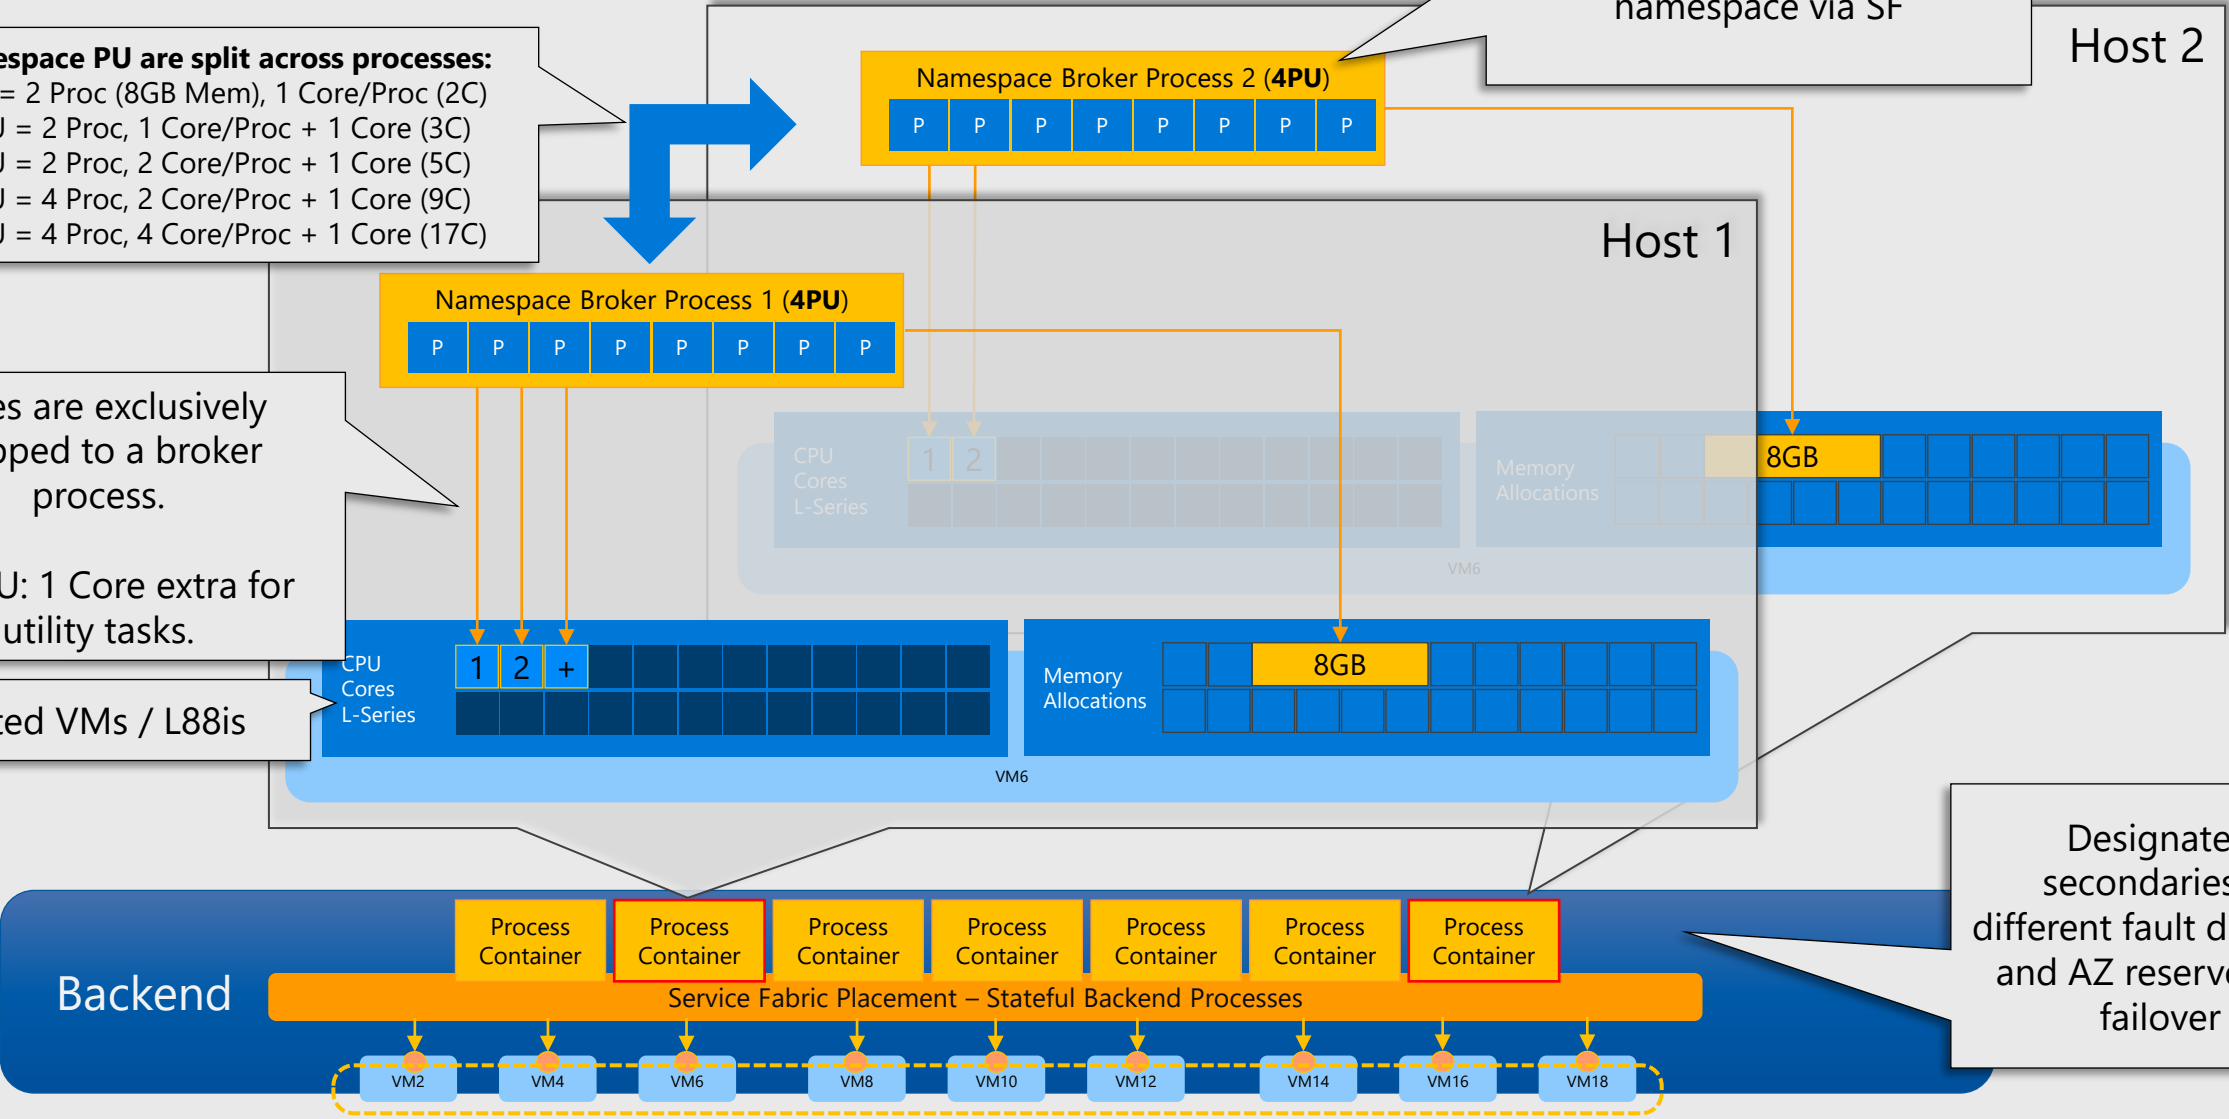 namespace via SF
Host 2
espace PU are split across processes:
= 2 Proc (8GB Mem), 1 Core/Proc (2C)
U = 2 Proc, 1 Core/Proc + 1 Core (3C)
U = 2 Proc, 2 Core/Proc + 1 Core (5C)
U = 4 Proc, 2 Core/Proc + 1 Core (9C)
U = 4 Proc, 4 Core/Proc + 1 Core (17C)
Namespace Broker Process 2 (4PU)
P P P P P P P P
Host 1
Namespace Broker Process 1 (4PU)
P P P P P P P P
es are exclusively
pped to a broker
process.
U: 1 Core extra for
utility tasks.
CPU
Cores
L-Series
1 2
Memory
Allocations
8GB
VM6
CPU
Cores
L-Series
1 2 +
Memory
Allocations
8GB
VM6
ted VMs / L88is
Designate
secondaries
different fault d
and AZ reserve
failover
Backend
Process
Container
Process
Container
Process
Container
Process
Container
Process
Container
Process
Container
Process
Container
Service Fabric Placement – Stateful Backend Processes
VM2 VM4 VM6 VM8 VM10 VM12 VM14 VM16 VM18